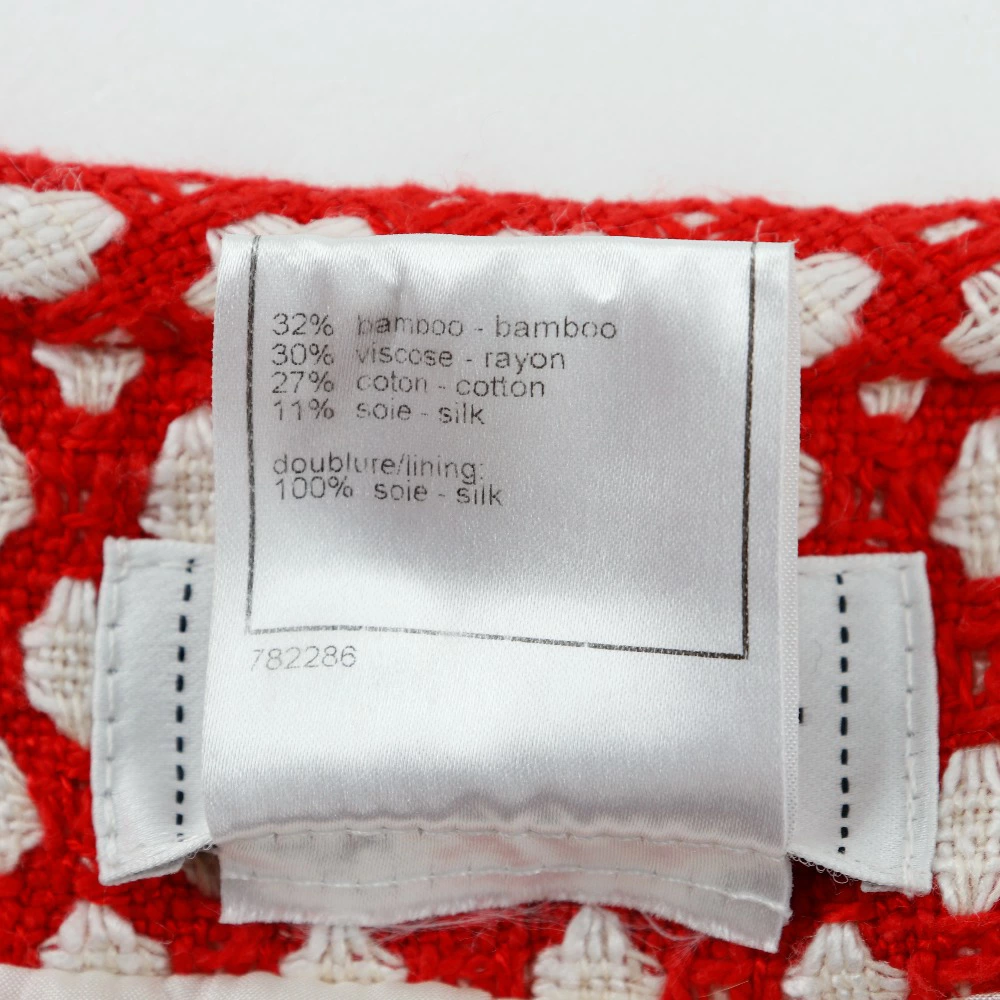 32% bamboo - bamboo
30% viscose - rayon
27% coton - cotton
11% soie - silk
doublure/lining:
100% soie - silk
782286